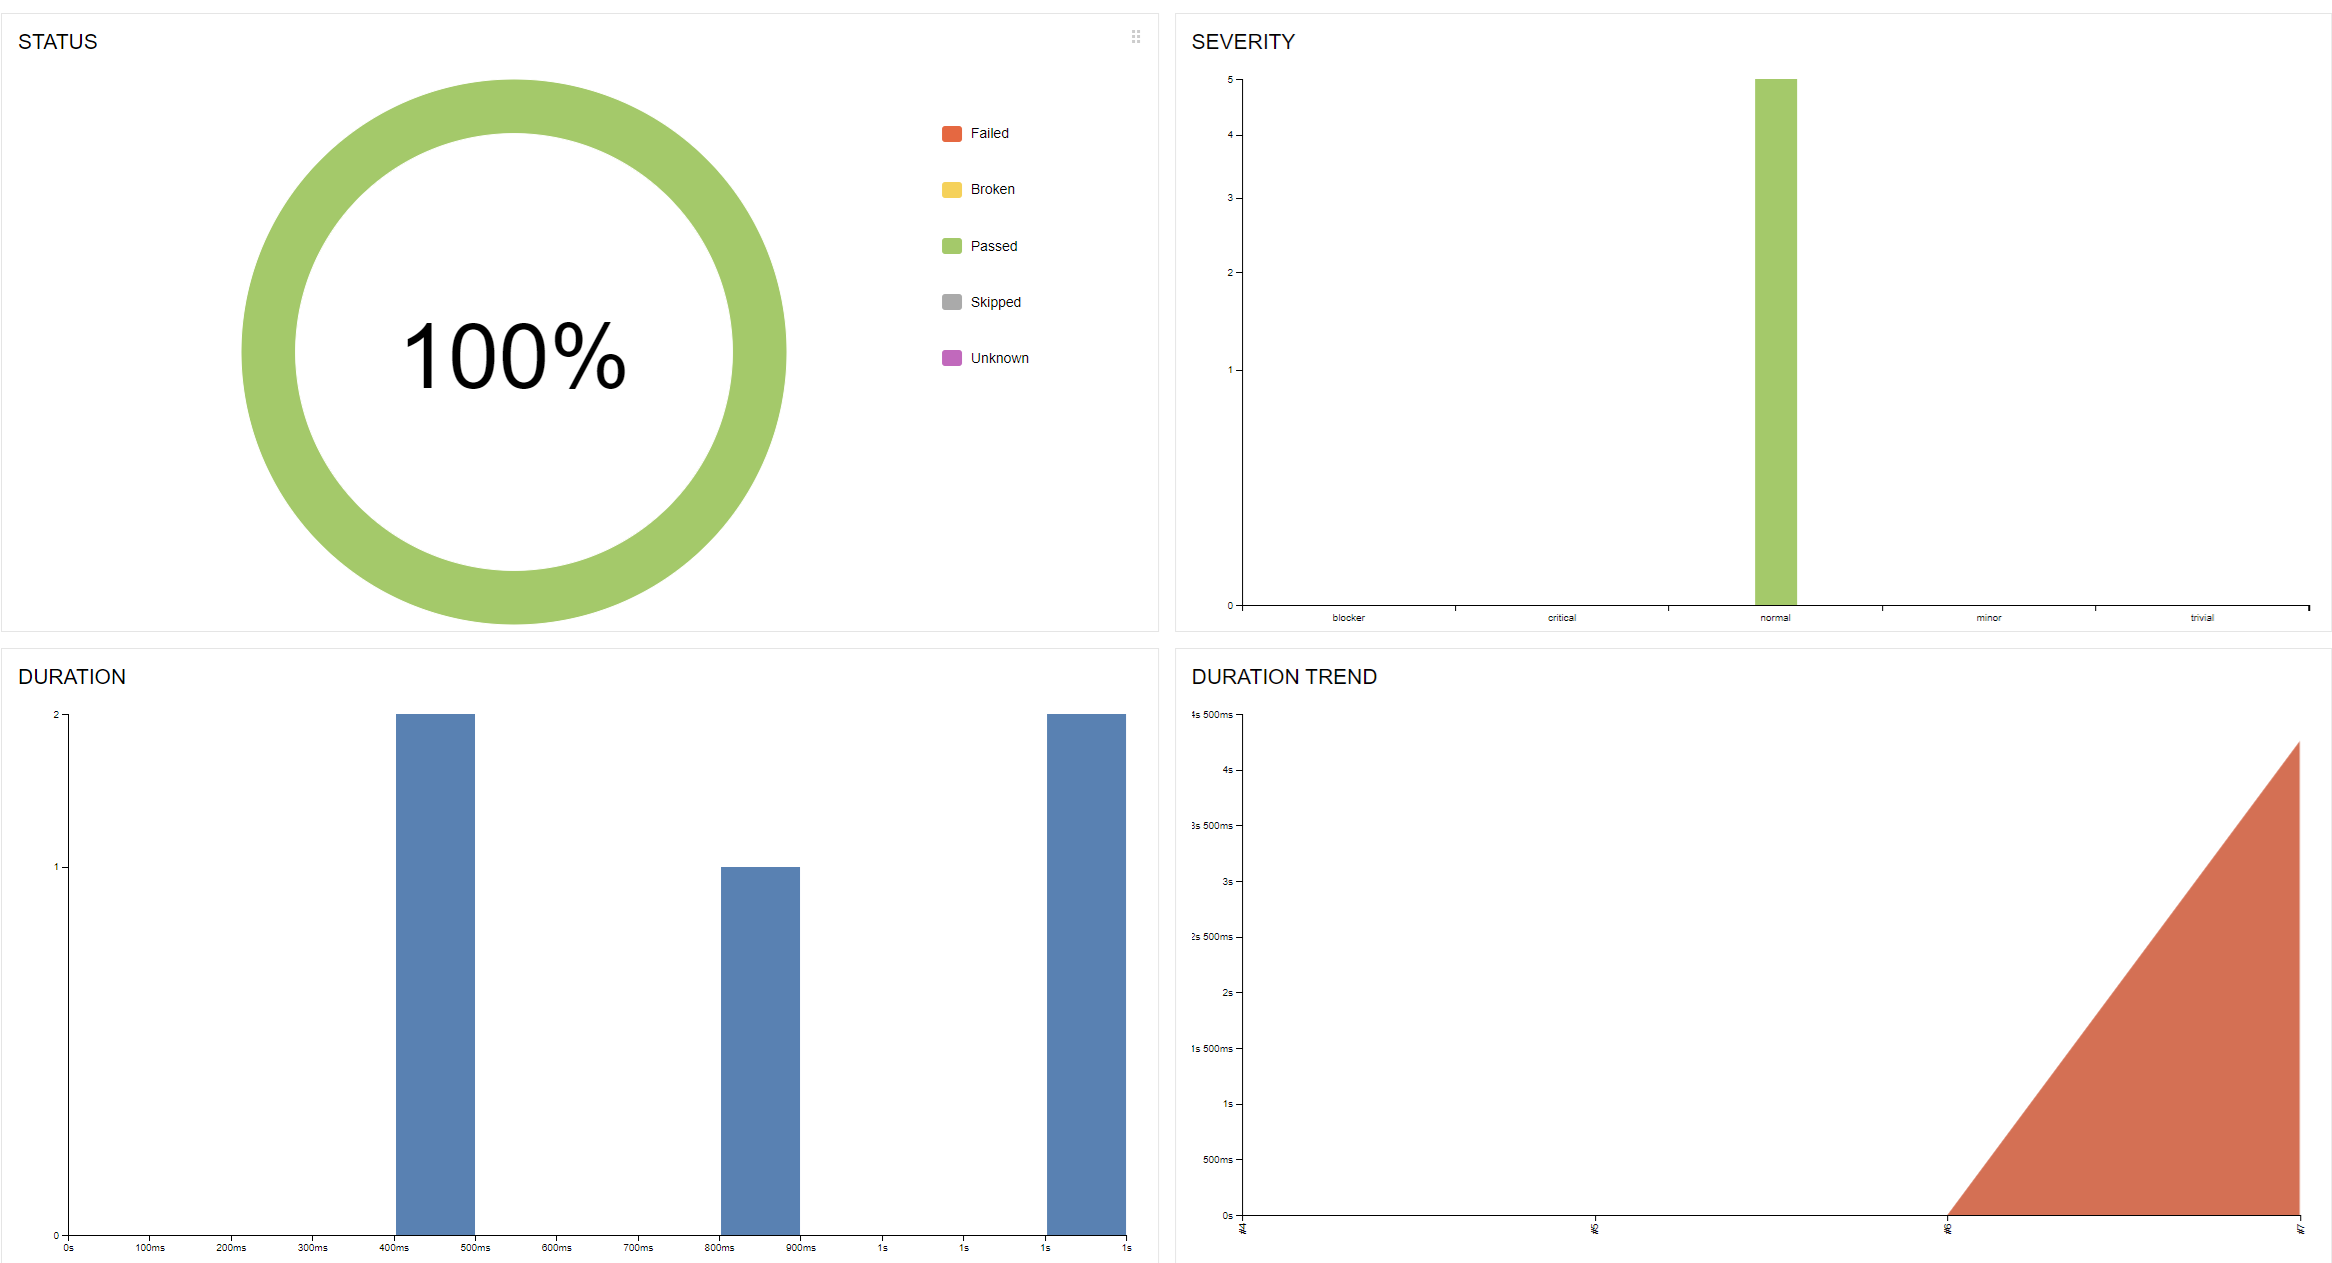 STATUS
100%
Failed
Broken
Passed
Skipped
Unknown
SEVERITY
5
4
3
2
1
0
blocker critical normal minor trivial
DURATION
2
1
0
0s 100ms 200ms 300ms 400ms 500ms 600ms 700ms 800ms 900ms 1s 1s 1s 1s
DURATION TREND
4s 500ms
4s
3s 500ms
3s
2s 500ms
2s
1s 500ms
1s
500ms
0s
#4 #5 #6 #7